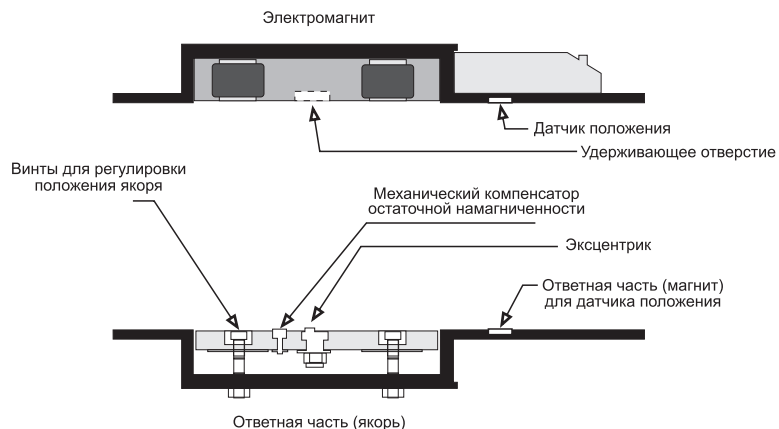 Электромагнит
Датчик положения
Удерживающее отверстие
Винты для регулировки
положения якоря
Механический компенсатор
остаточной намагниченности
Эксцентрик
Ответная часть (магнит)
для датчика положения
Ответная часть (якорь)